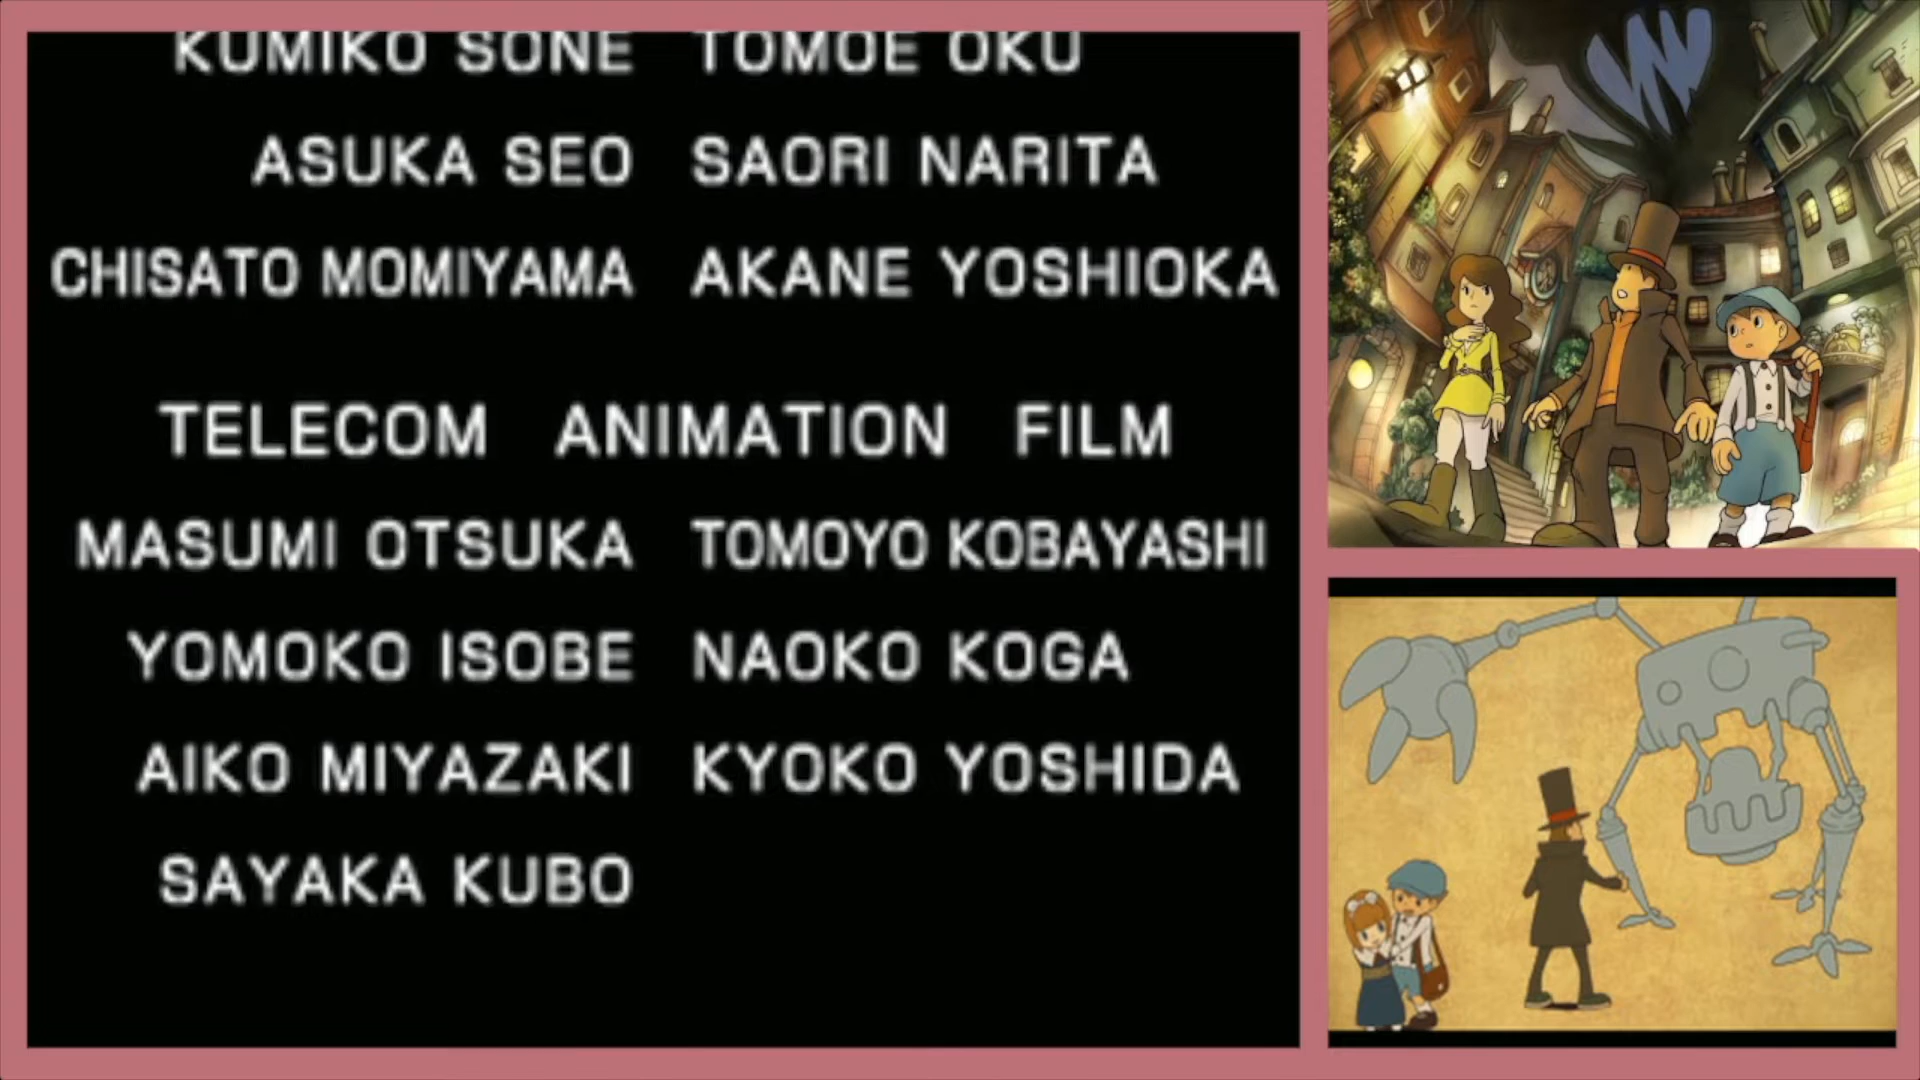 KUMIKO SONE TOMOE OKU
ASUKA SEO SAORI NARITA
CHISATO MOMIYAMA AKANE YOSHIOKA
TELECOM ANIMATION FILM
MASUMI OTSUKA TOMOYO KOBAYASHI
YOMOKO ISOBE NAOKO KOGA
AIKO MIYAZAKI KYOKO YOSHIDA
SAYAKA KUBO